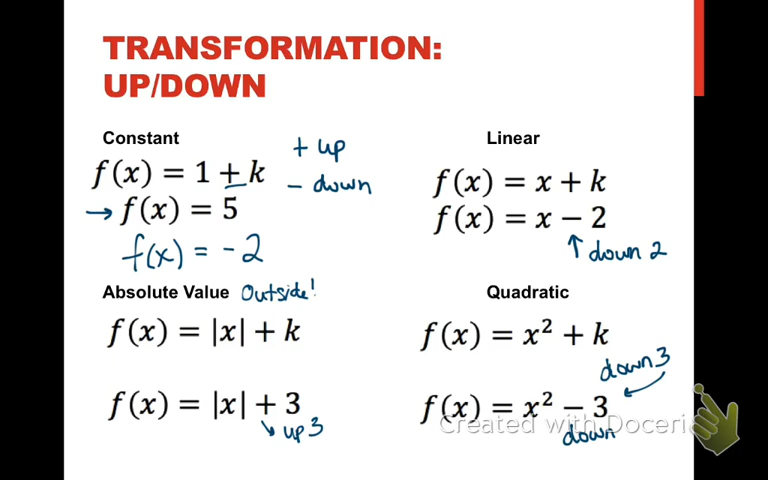 TRANSFORMATION:
UP/DOWN
Constant
f(x) = 1 + k
+ up
- down
→ f(x) = 5
f(x) = -2
Linear
f(x) = x + k
f(x) = x − 2
↑ down 2
Absolute Value Outside!
f(x) = |x| + k
f(x) = |x| + 3
↘ up 3
Quadratic
f(x) = x² + k
down 3
f(x) = x² − 3
Created with Doceri
down